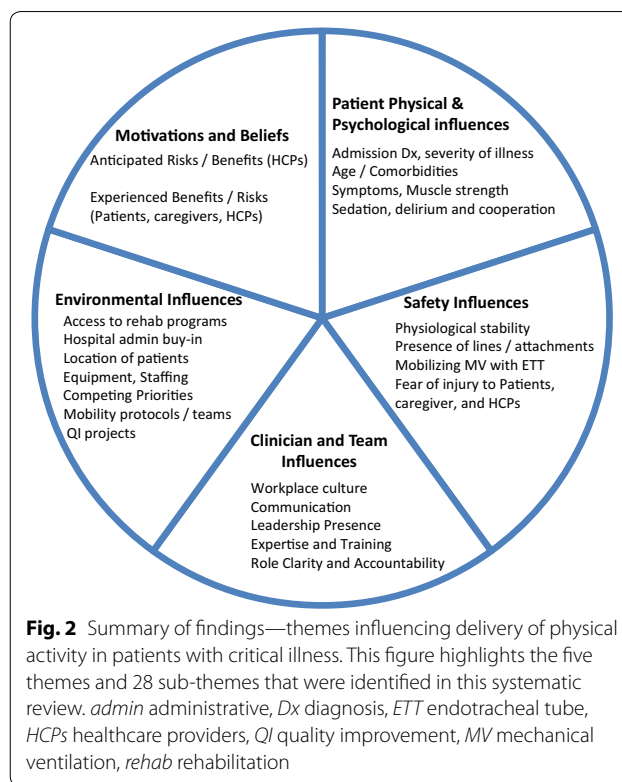 Motivations and Beliefs
Anticipated Risks / Benefits (HCPs)
Experienced Benefits / Risks
(Patients, caregivers, HCPs)
Patient Physical &
Psychological influences
Admission Dx, severity of illness
Age / Comorbidities
Symptoms, Muscle strength
Sedation, delirium and cooperation
Environmental Influences
Access to rehab programs
Hospital admin buy-in
Location of patients
Equipment, Staffing
Competing Priorities
Mobility protocols / teams
QI projects
Safety Influences
Physiological stability
Presence of lines / attachments
Mobilizing MV with ETT
Fear of injury to Patients,
caregiver, and HCPs
Clinician and Team
Influences
Workplace culture
Communication
Leadership Presence
Expertise and Training
Role Clarity and Accountability
Fig. 2 Summary of findings—themes influencing delivery of physical
activity in patients with critical illness. This figure highlights the five
themes and 28 sub-themes that were identified in this systematic
review. admin administrative, Dx diagnosis, ETT endotracheal tube,
HCPs healthcare providers, QI quality improvement, MV mechanical
ventilation, rehab rehabilitation